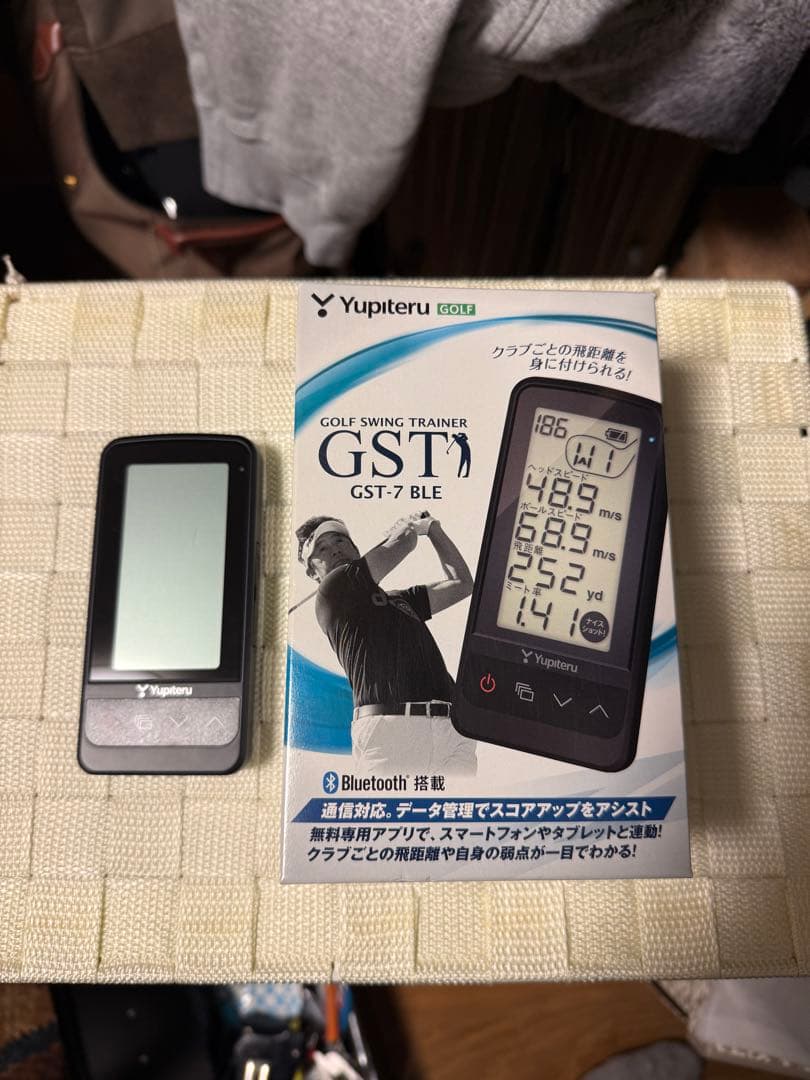 Yupiteru GOLF
クラブごとの飛距離を
身に付けられる!
GOLF SWING TRAINER
GST
GST-7 BLE
186
W1
ヘッドスピード
48.9 m/s
ボールスピード
68.9 m/s
飛距離
252 yd
ミート率
1.41
ナイス
ショット!
Yupiteru
Yupiteru
Bluetooth® 搭載
通信対応。データ管理でスコアアップをアシスト
無料専用アプリで、スマートフォンやタブレットと連動!
クラブごとの飛距離や自身の弱点が一目でわかる!